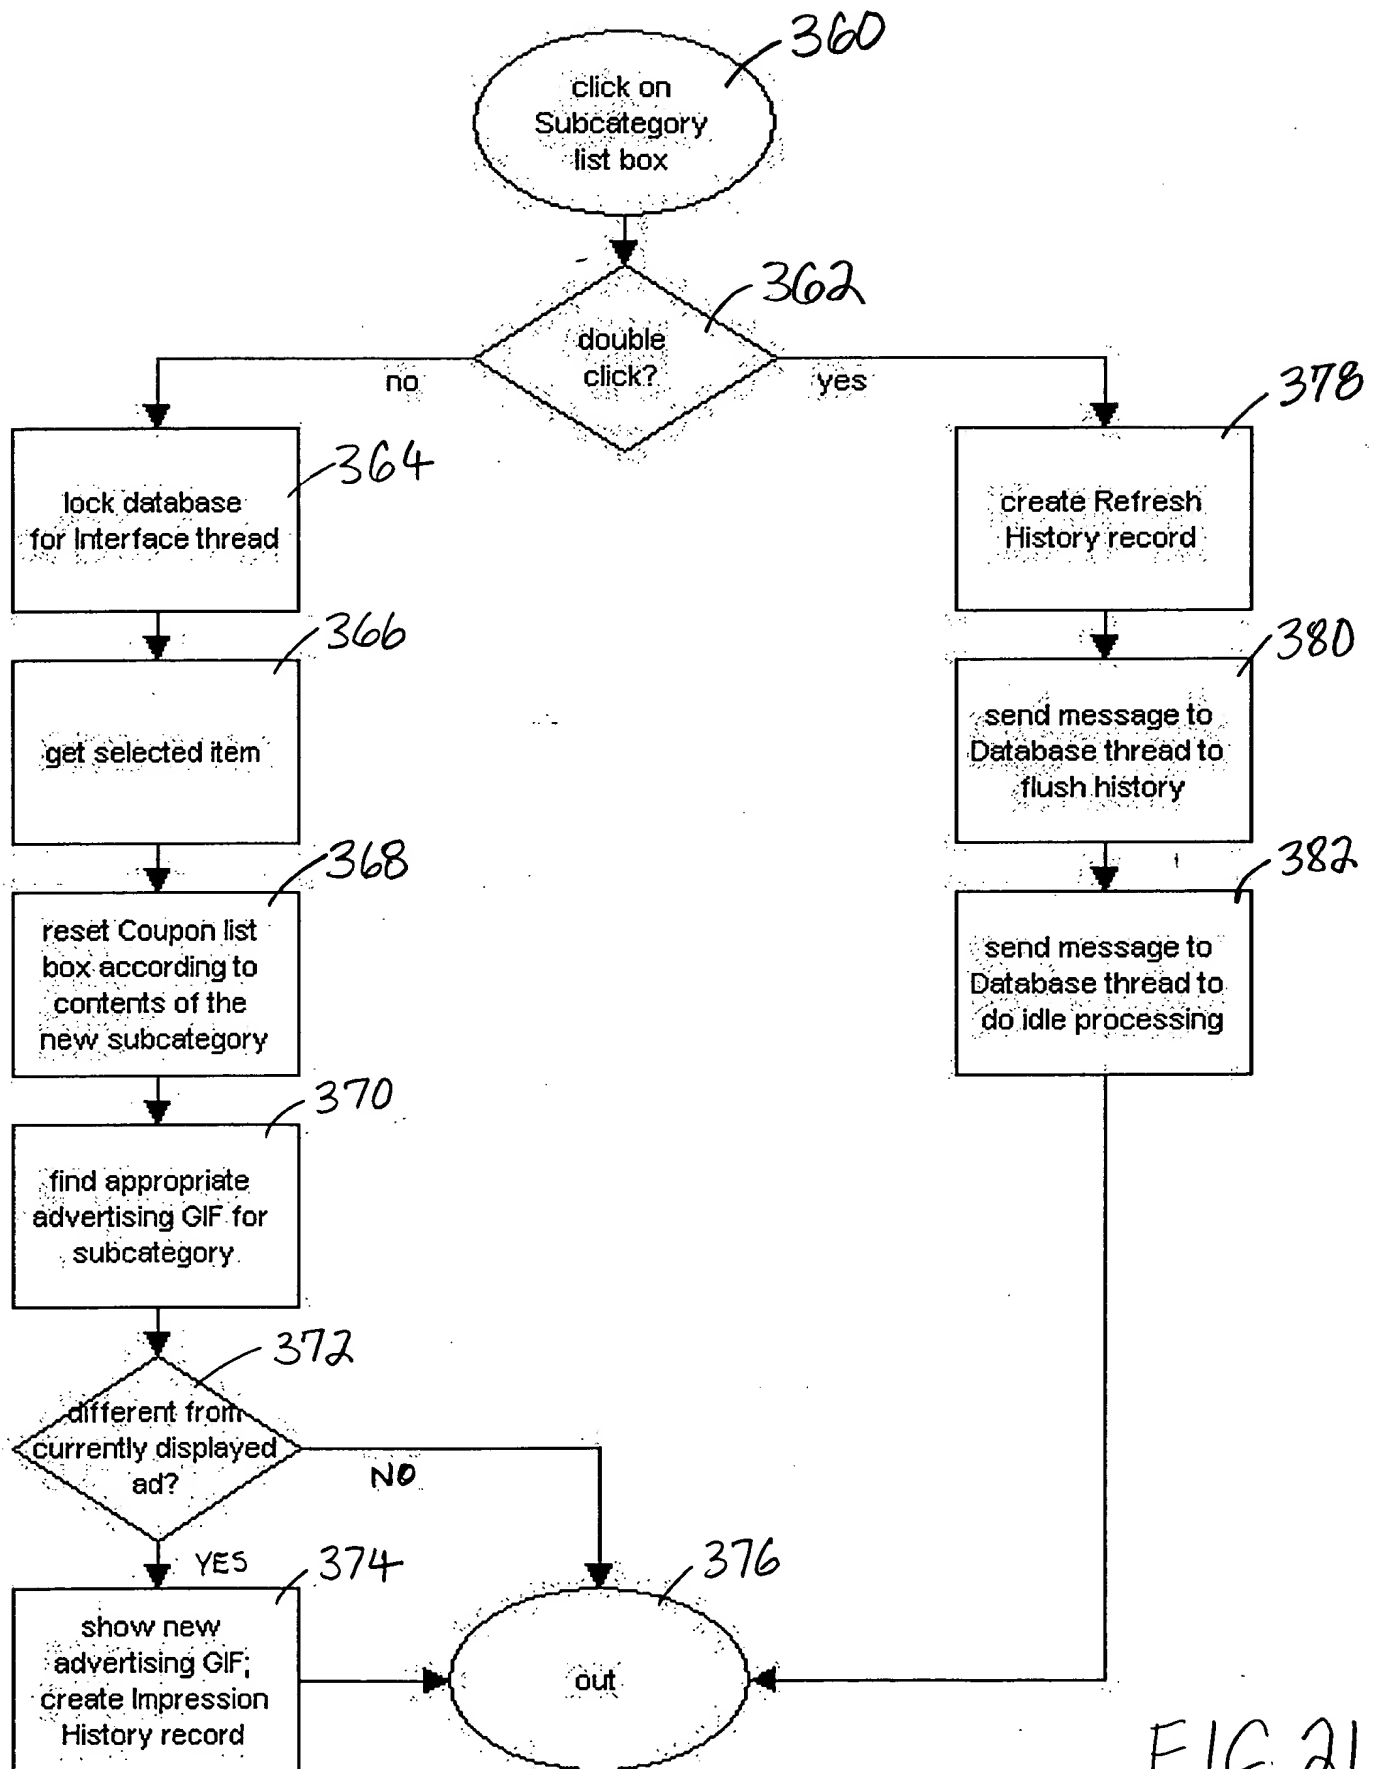 360
click on
Subcategory
list box
362
double
click?
no
yes
364
lock database
for Interface thread
378
create Refresh
History record
366
get selected item
380
send message to
Database thread to
flush history
368
reset Coupon list
box according to
contents of the
new subcategory
382
send message to
Database thread to
do idle processing
370
find appropriate
advertising GIF for
subcategory
372
different from
currently displayed
ad?
NO
YES
374
show new
advertising GIF;
create Impression
History record
376
out
FIG. 21